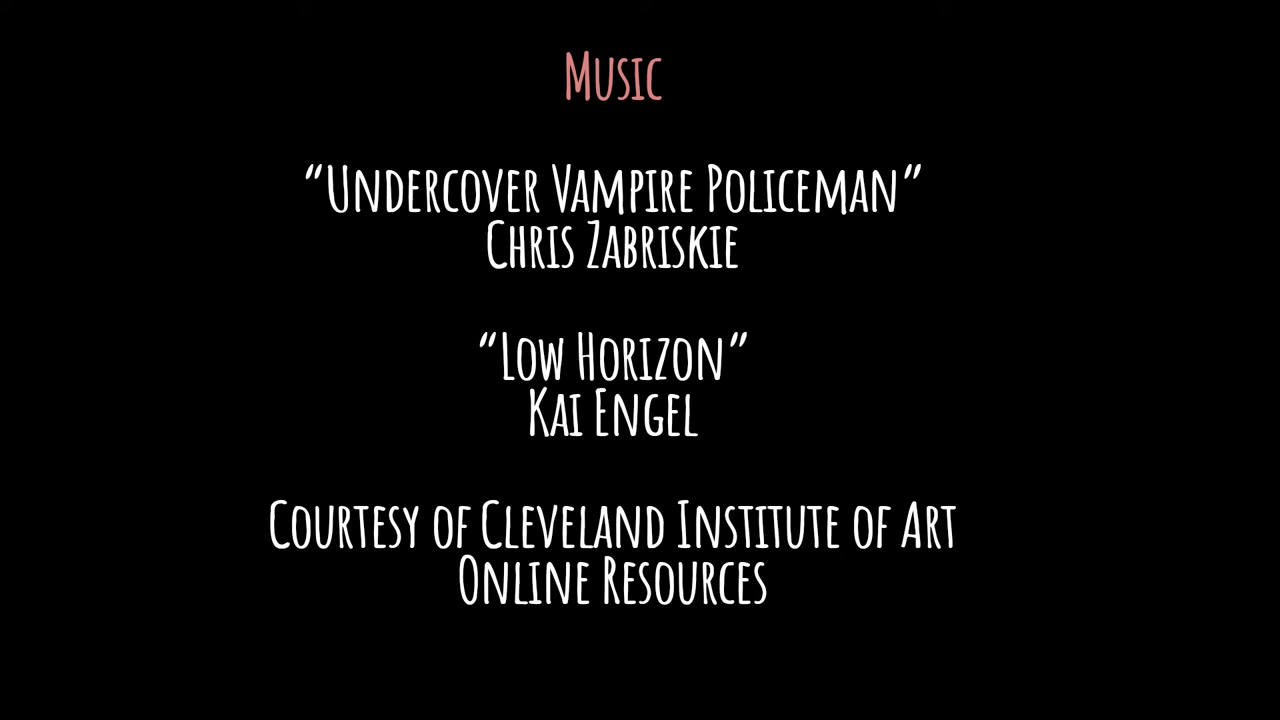 Music
“Undercover Vampire Policeman”
Chris Zabriskie
“Low Horizon”
Kai Engel
Courtesy of Cleveland Institute of Art
Online Resources